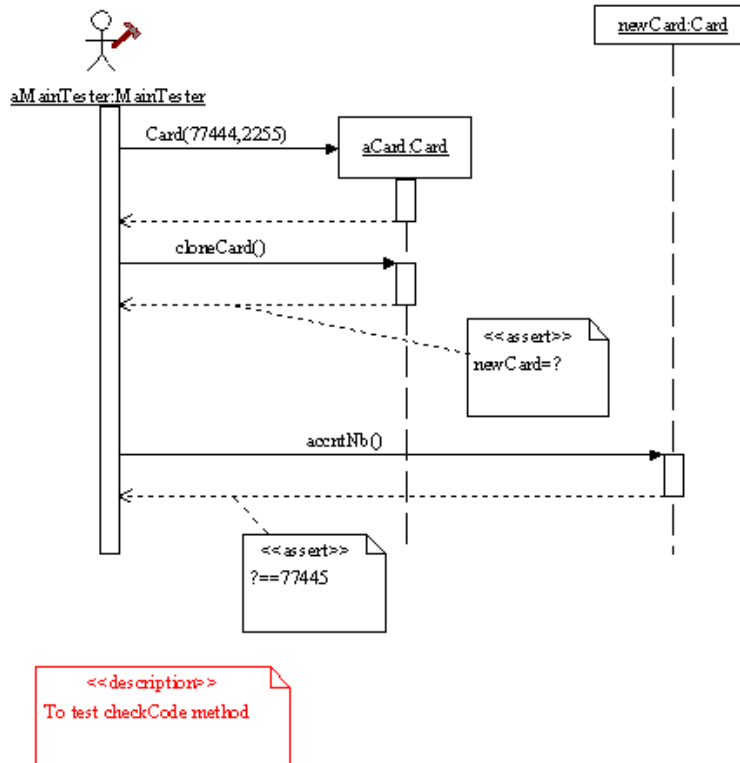 newCard:Card
aMainTester:MainTester
Card(77444,2255)
aCard:Card
cloneCard()
<<assert>>
newCard=?
accntNb()
<<assert>>
?==77445
<<description>>
To test checkCode method